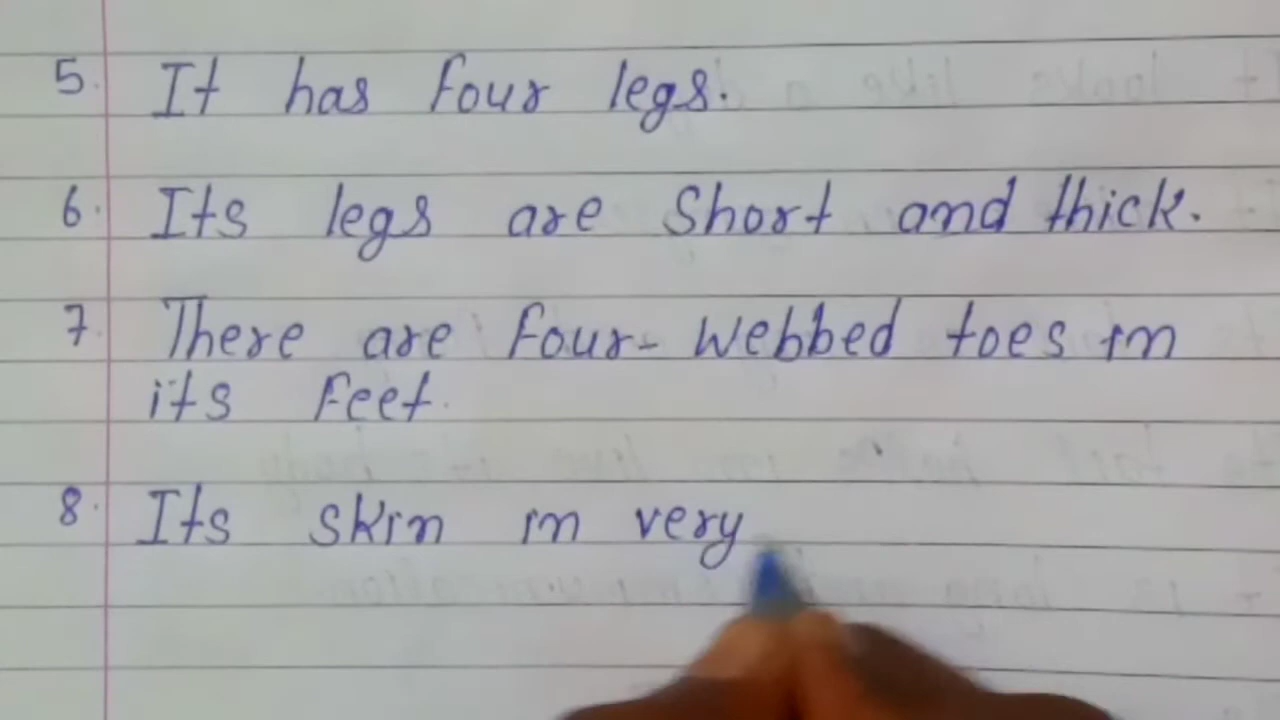 5. It has four legs.
6. Its legs are Short and thick.
7. There are four- webbed toes in
its feet.
8. Its skin in very